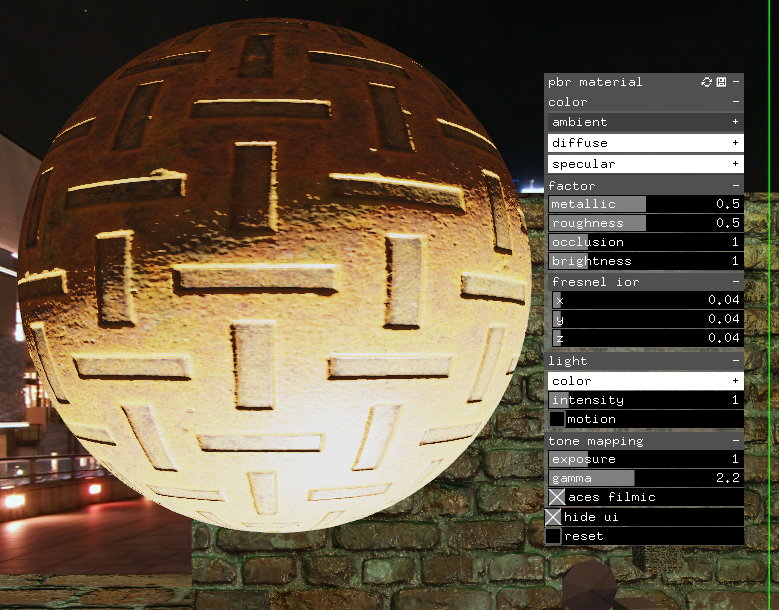 pbr material -
color -
ambient +
diffuse +
specular +
factor -
metallic 0.5
roughness 0.5
occlusion 1
brightness 1
fresnel ior -
x 0.04
y 0.04
z 0.04
light -
color +
intensity 1
motion
tone mapping -
exposure 1
gamma 2.2
aces filmic
hide ui
reset